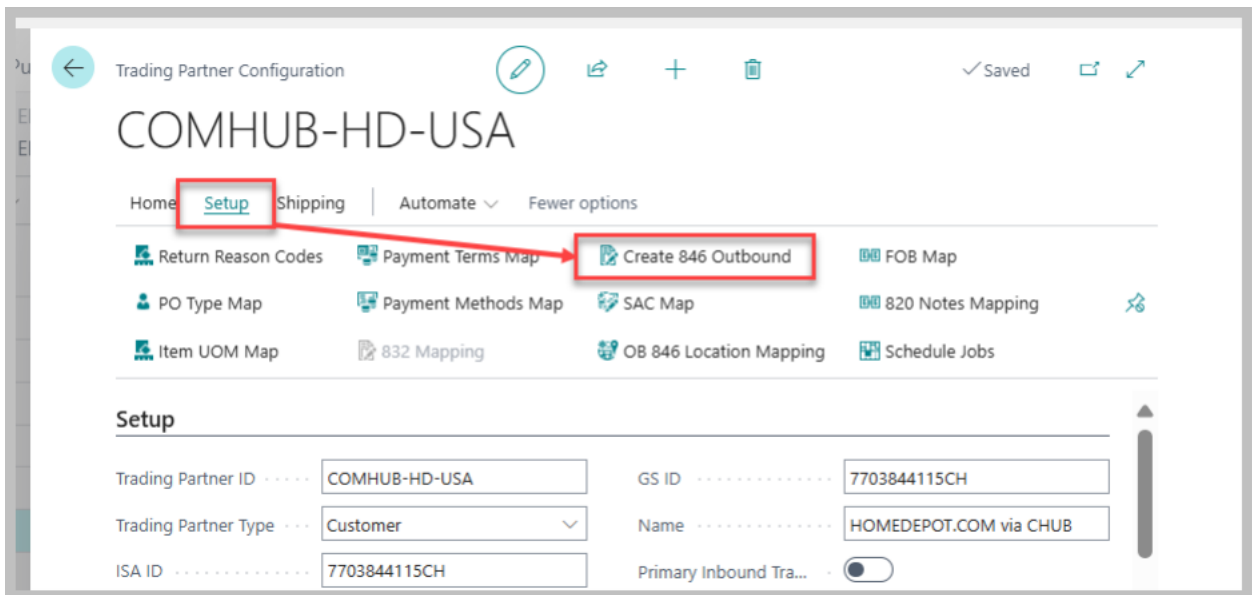 Pu
Trading Partner Configuration
Saved
COMHUB-HD-USA
Home Setup Shipping Automate Fewer options
Return Reason Codes Payment Terms Map Create 846 Outbound FOB Map
PO Type Map Payment Methods Map SAC Map 820 Notes Mapping
Item UOM Map 832 Mapping OB 846 Location Mapping Schedule Jobs
Setup
Trading Partner ID COMHUB-HD-USA GS ID 7703844115CH
Trading Partner Type Customer Name HOMEDEPOT.COM via CHUB
ISA ID 7703844115CH Primary Inbound Tra...